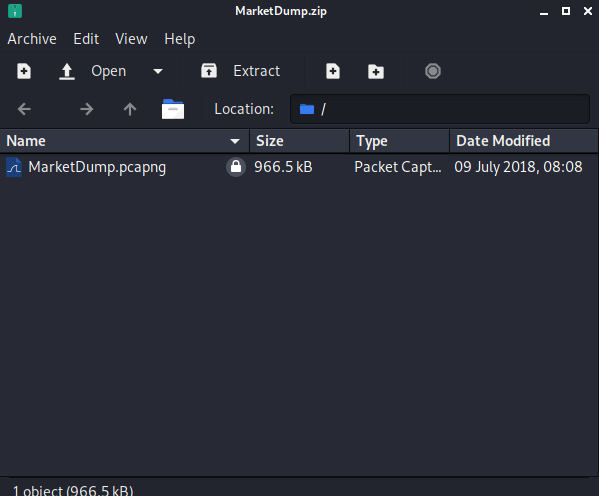 MarketDump.zip
Archive Edit View Help
Open Extract
Location: /
Name Size Type Date Modified
MarketDump.pcapng 966.5 kB Packet Capt... 09 July 2018, 08:08
1 object (966.5 kB)